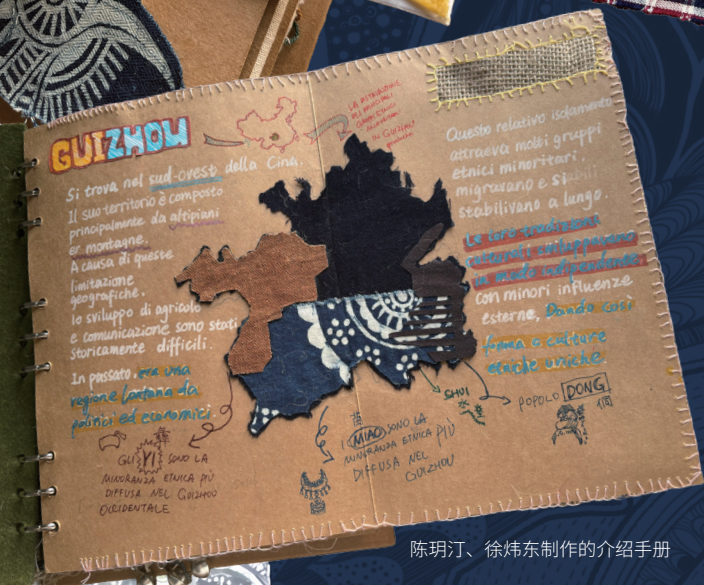 GUIZHOU
Si trova nel sud-ovest della Cina.
Il suo territorio è composto
principalmente da altipiani
e montagne.
A causa di queste
limitazione
geografiche.
lo sviluppo di agricolo
e comunicazione sono stati
storicamente difficili.
In passato. era una
regione lontana da
politici ed economici.
GLI YI SONO LA
MINORANZA ETNICA PIÙ
DIFFUSA NEL GUIZHOU
OCCIDENTALE
苗
I MIAO SONO LA
MINORANZA ETNICA PIÙ
DIFFUSA NEL
GUIZHOU
IN GUIZHOU
Questo relativo isolamento
attraeva molti gruppi
etnici minoritari.
migravano e si
stabilivano a lungo.
Le loro tradizioni
culturali sviluppavano
in modo indipendente
con minori influenze
esterne, Dando così
forma a culture
etniche uniche.
SHUI
水
POPOLO DONG
侗
陈玥汀、徐炜东制作的介绍手册